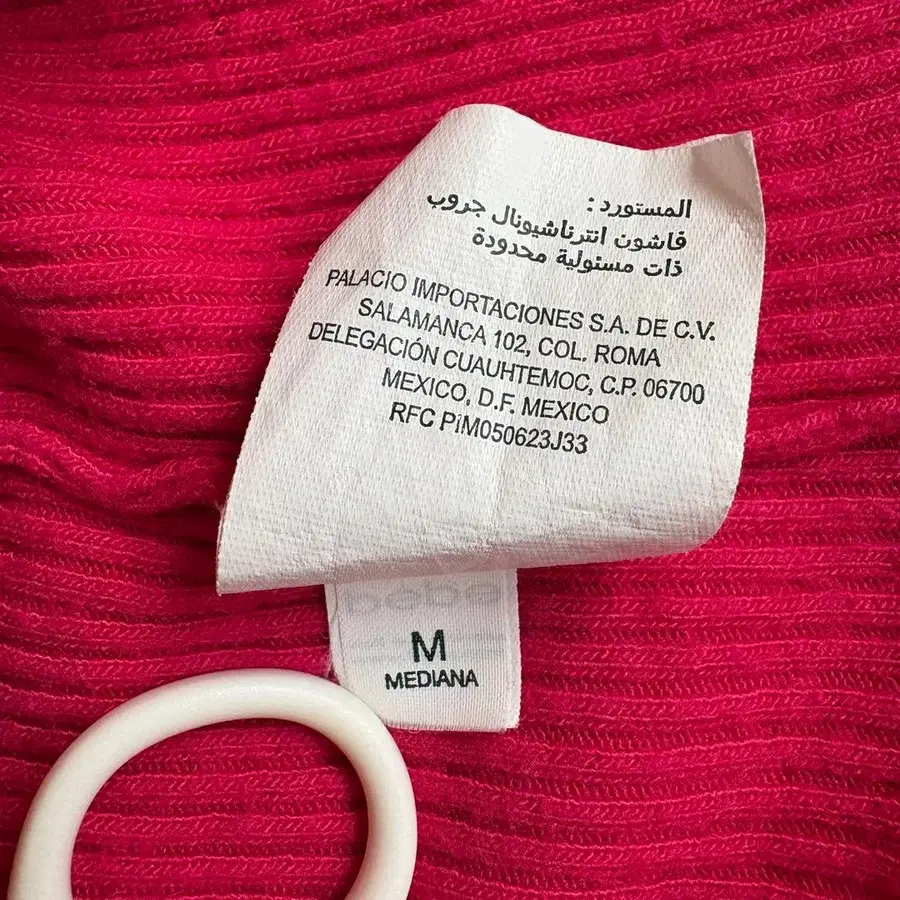 المستورد :
فاشون انترناشيونال جروب
ذات مسئولية محدودة
PALACIO IMPORTACIONES S.A. DE C.V.
SALAMANCA 102, COL. ROMA
DELEGACIÓN CUAUHTEMOC, C.P. 06700
MEXICO, D.F. MEXICO
RFC PiM050623J33
M
MEDIANA